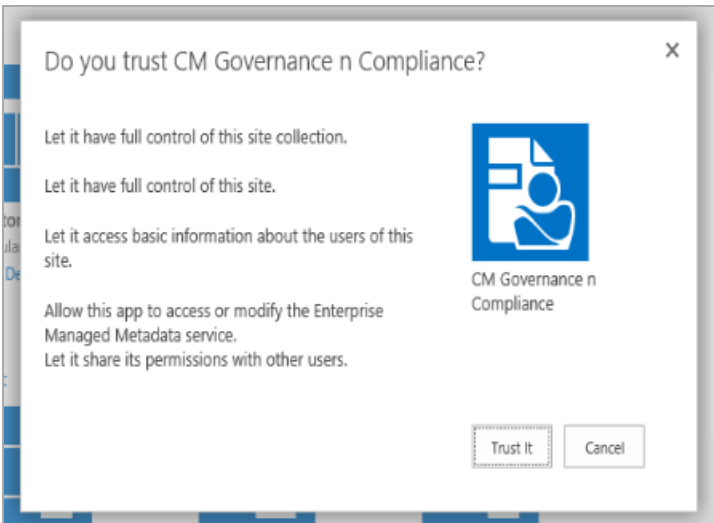 Do you trust CM Governance n Compliance?
Let it have full control of this site collection.
Let it have full control of this site.
Let it access basic information about the users of this
site.
Allow this app to access or modify the Enterprise
Managed Metadata service.
Let it share its permissions with other users.
CM Governance n
Compliance
Trust It
Cancel